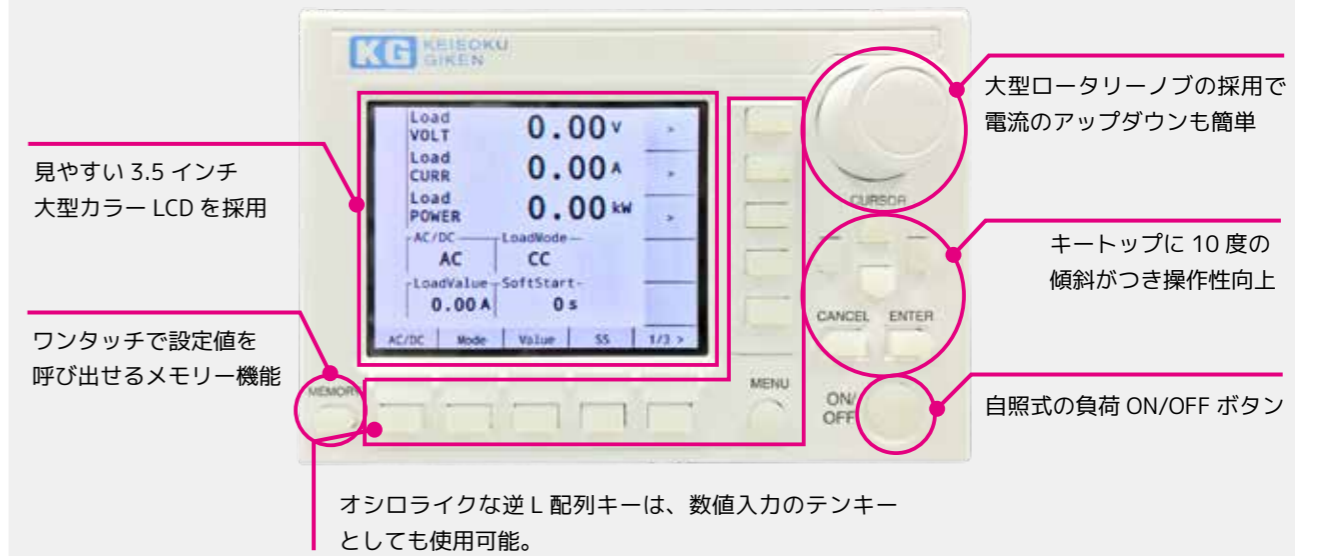 KG KEISOKU
GIKEN
大型ロータリーノブの採用で
電流のアップダウンも簡単
見やすい 3.5 インチ
大型カラー LCD を採用
Load
VOLT 0.00 V >
Load
CURR 0.00 A >
Load
POWER 0.00 kW >
AC/DC LoadMode
AC CC
LoadValue SoftStart
0.00 A 0 s
AC/DC Mode Value SS 1/3 >
CURSOR
キートップに 10 度の
傾斜がつき操作性向上
CANCEL ENTER
ワンタッチで設定値を
呼び出せるメモリー機能
MEMORY
MENU
ON/
OFF
自照式の負荷 ON/OFF ボタン
オシロライクな逆 L 配列キーは、数値入力のテンキー
としても使用可能。